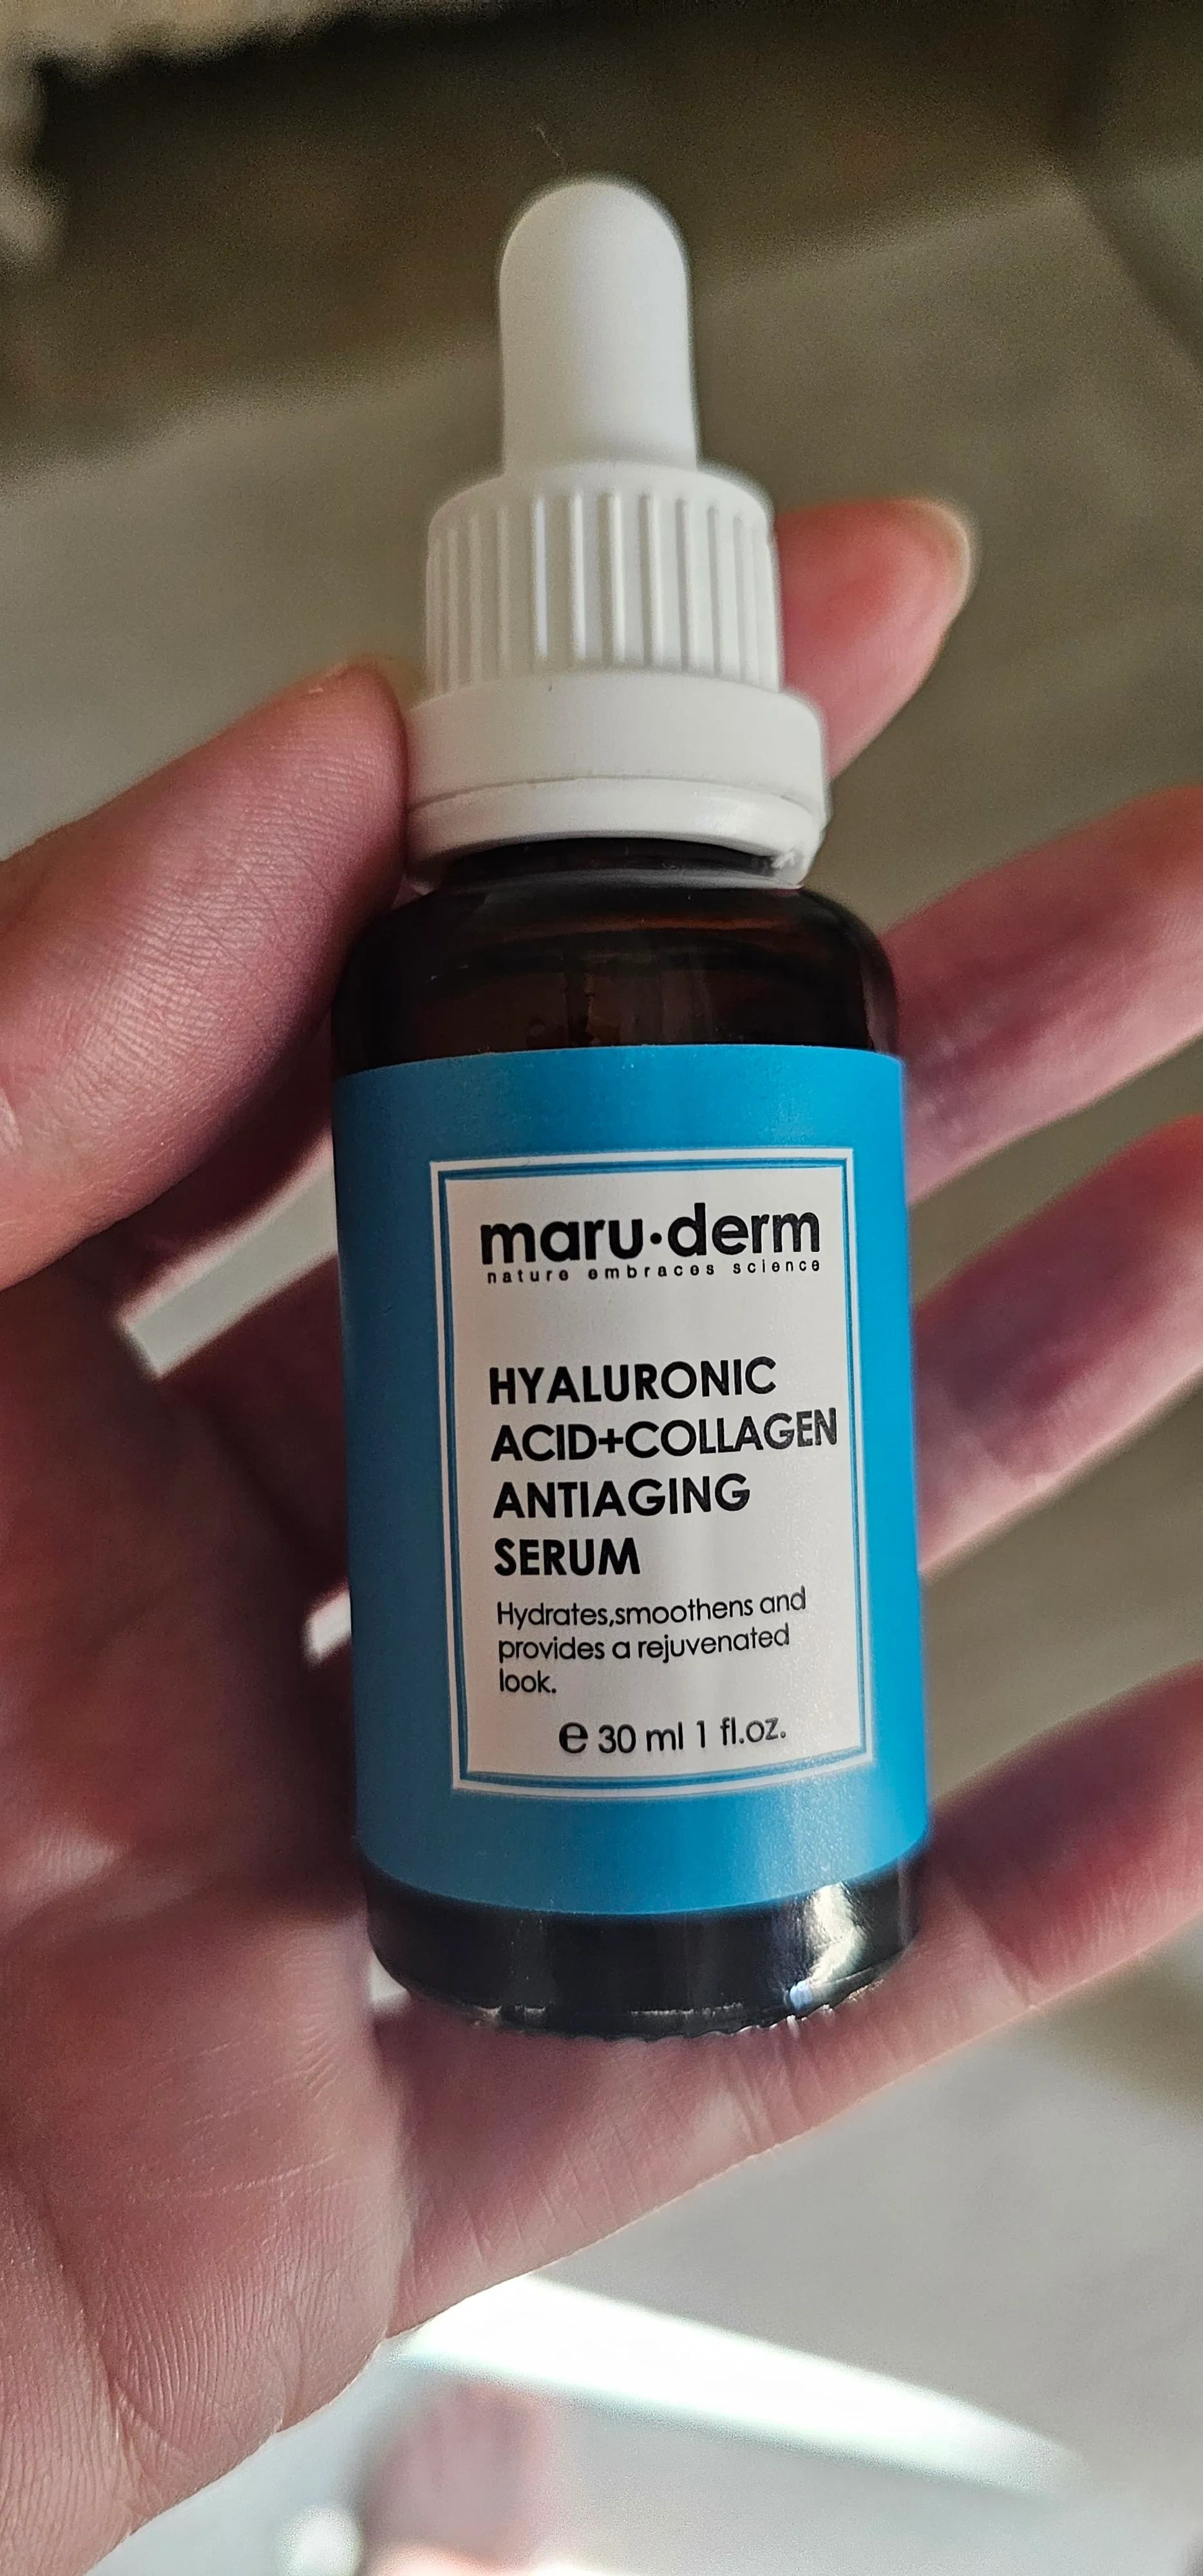 maru•derm
nature embraces science
HYALURONIC
ACID+COLLAGEN
ANTIAGING
SERUM
Hydrates,smoothens and
provides a rejuvenated
look.
℮ 30 ml 1 fl.oz.